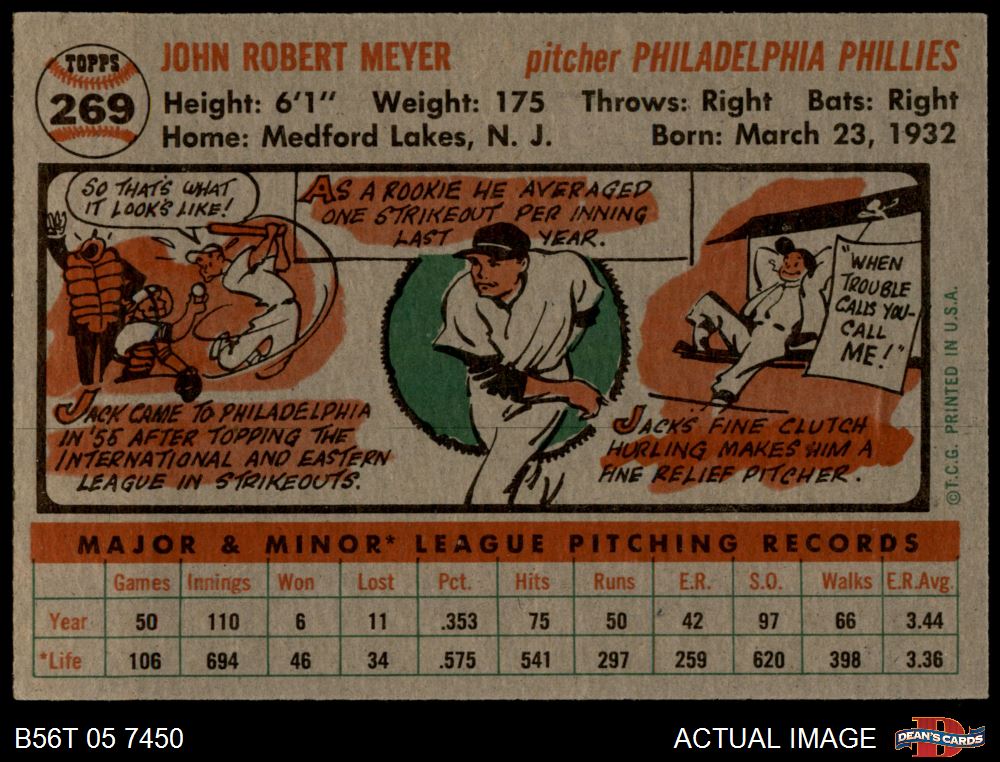 TOPPS
269
JOHN ROBERT MEYER pitcher PHILADELPHIA PHILLIES
Height: 6'1" Weight: 175 Throws: Right Bats: Right
Home: Medford Lakes, N. J. Born: March 23, 1932
SO THAT'S WHAT
IT LOOKS LIKE!
AS A ROOKIE HE AVERAGED
ONE STRIKEOUT PER INNING
LAST YEAR.
"WHEN
TROUBLE
CALLS YOU-
CALL
ME!"
JACK CAME TO PHILADELPHIA
IN '55 AFTER TOPPING THE
INTERNATIONAL AND EASTERN
LEAGUE IN STRIKEOUTS.
JACK'S FINE CLUTCH
HURLING MAKES HIM A
FINE RELIEF PITCHER.
©T.C.G. PRINTED IN U.S.A.
MAJOR & MINOR* LEAGUE PITCHING RECORDS
Games Innings Won Lost Pct. Hits Runs E.R. S.O. Walks E.R.Avg.
Year 50 110 6 11 .353 75 50 42 97 66 3.44
*Life 106 694 46 34 .575 541 297 259 620 398 3.36
B56T 05 7450 ACTUAL IMAGE
D
DEAN'S CARDS